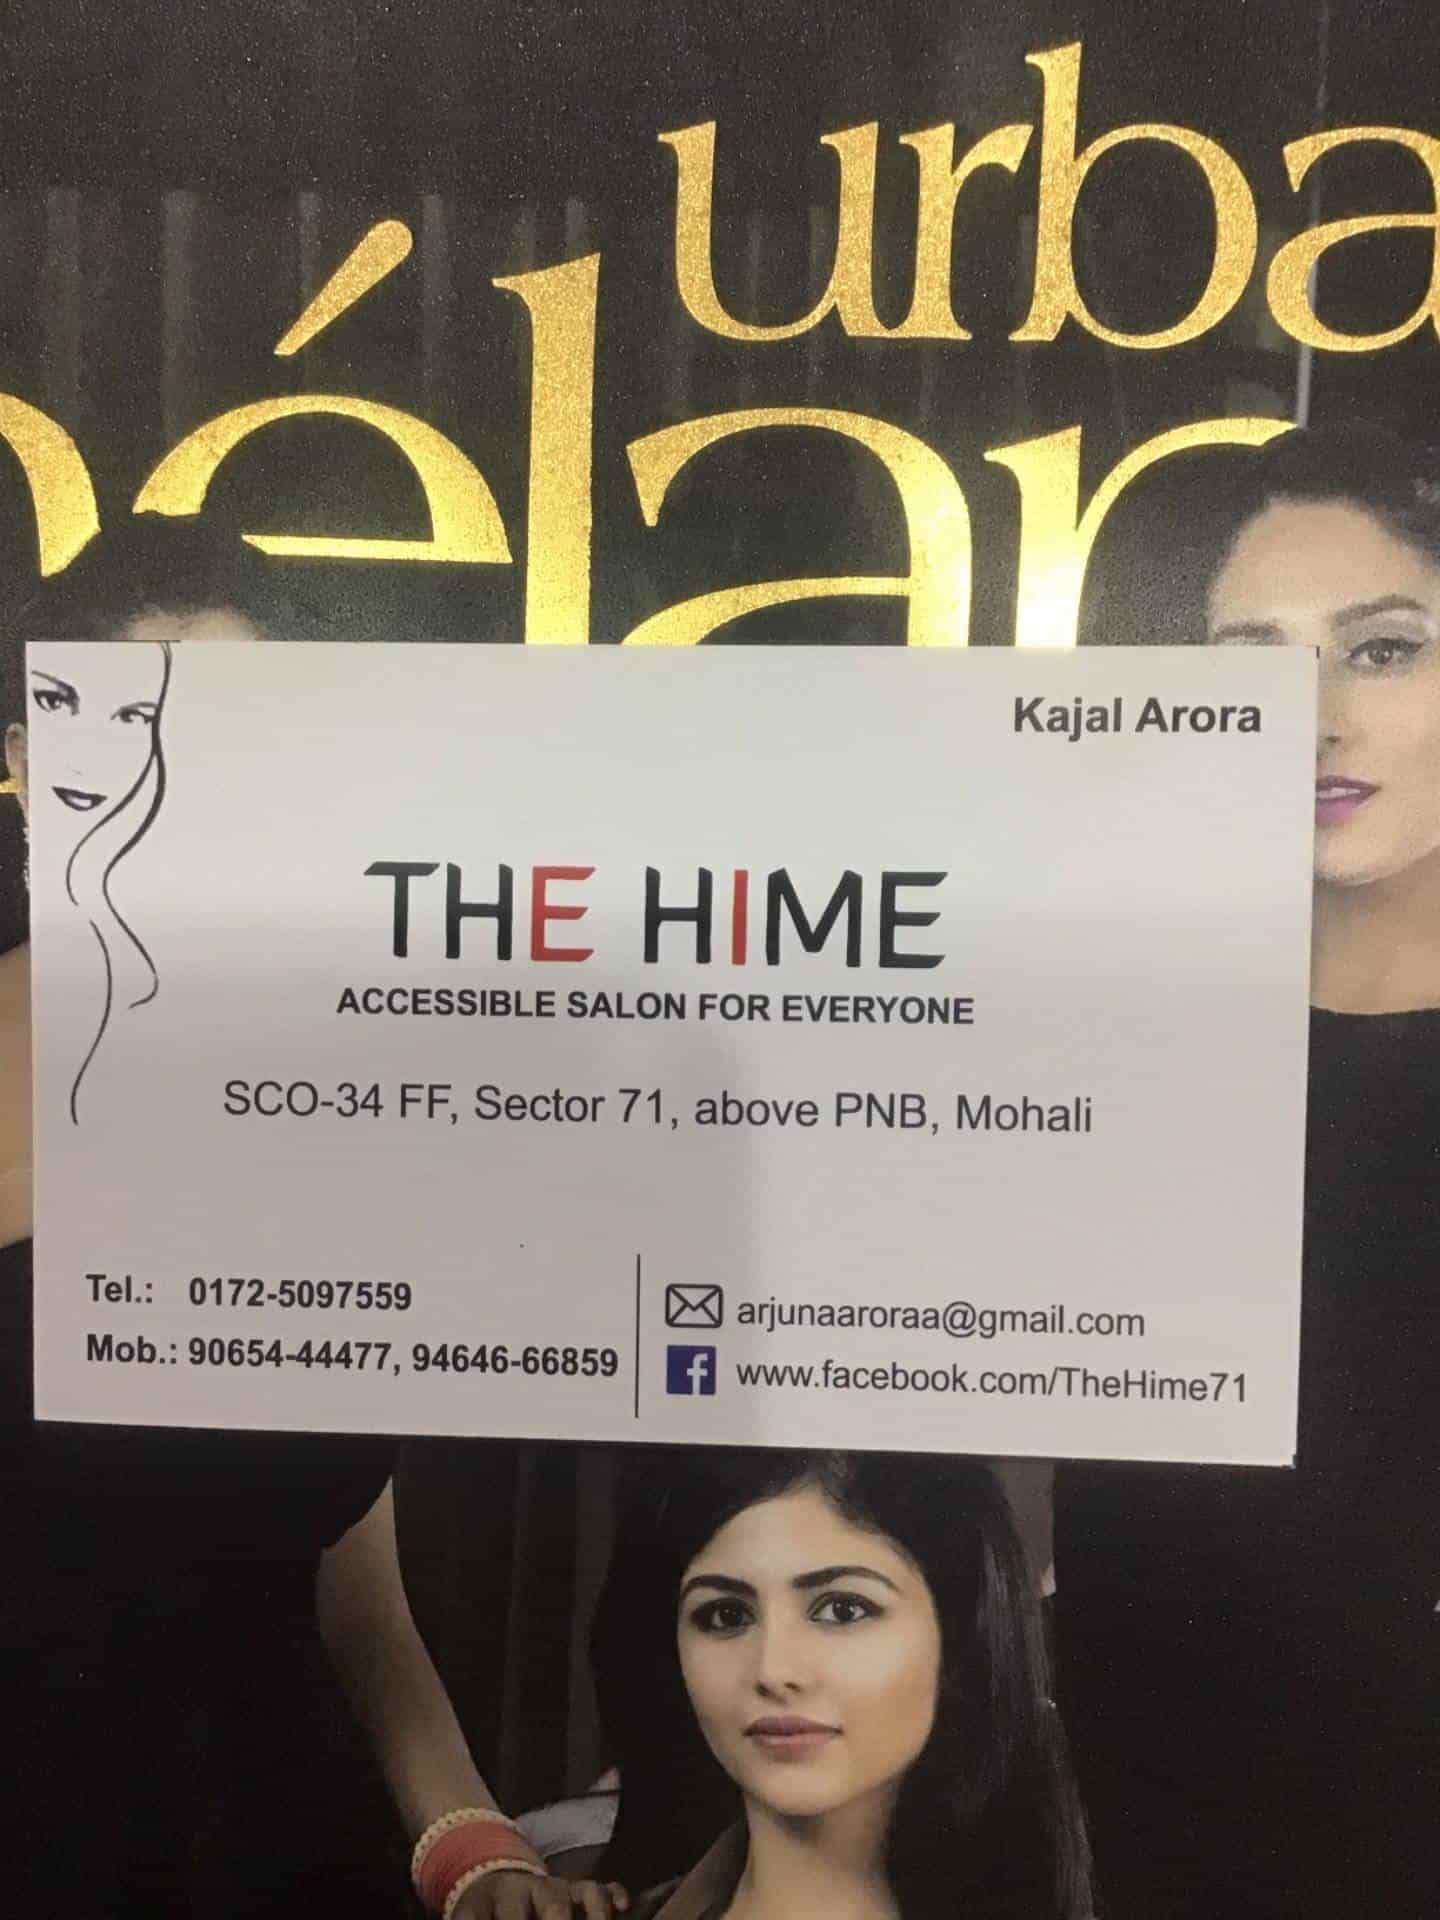 urba
élan
Kajal Arora
THE HIME
ACCESSIBLE SALON FOR EVERYONE
SCO-34 FF, Sector 71, above PNB, Mohali
Tel.: 0172-5097559
Mob.: 90654-44477, 94646-66859
arjunaaroraa@gmail.com
www.facebook.com/TheHime71